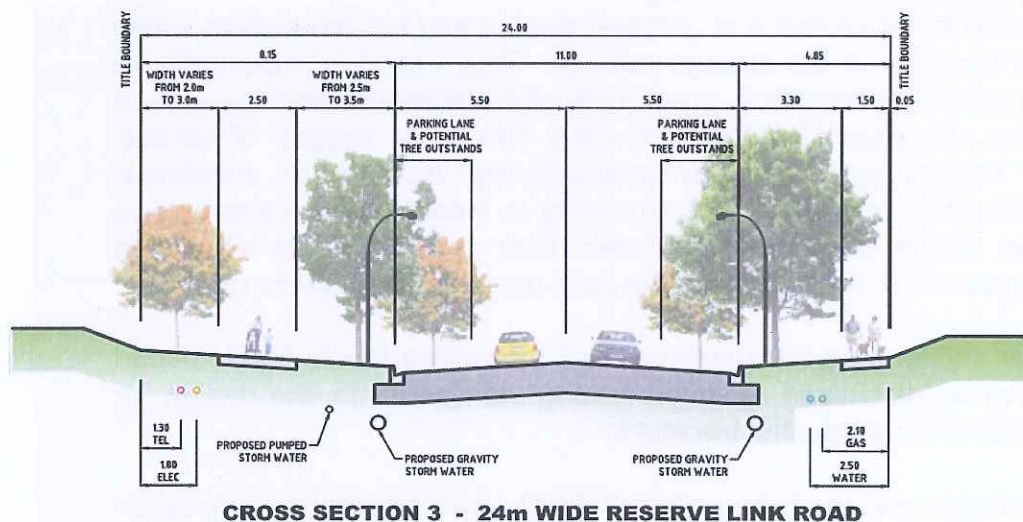 24.00
TITLE BOUNDARY
TITLE BOUNDARY
8.15
11.00
4.85
WIDTH VARIES
FROM 2.0m
TO 3.0m
2.50
WIDTH VARIES
FROM 2.5m
TO 3.5m
5.50
5.50
3.30
1.50
0.05
PARKING LANE
& POTENTIAL
TREE OUTSTANDS
PARKING LANE
& POTENTIAL
TREE OUTSTANDS
1.30
TEL
1.80
ELEC
PROPOSED PUMPED
STORM WATER
PROPOSED GRAVITY
STORM WATER
PROPOSED GRAVITY
STORM WATER
2.10
GAS
2.50
WATER
CROSS SECTION 3 - 24m WIDE RESERVE LINK ROAD